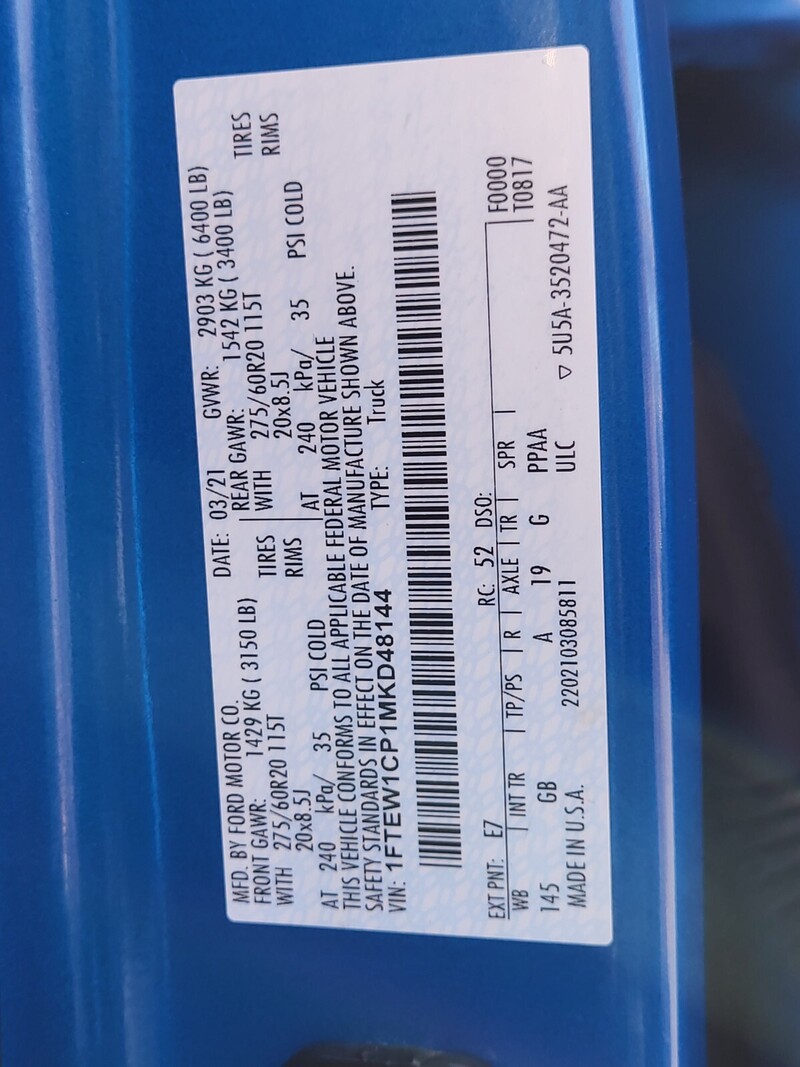 MFD. BY FORD MOTOR CO.
DATE: 03/21 GVWR: 2903 KG ( 6400 LB)
FRONT GAWR: 1429 KG ( 3150 LB) REAR GAWR: 1542 KG ( 3400 LB)
WITH 275/60R20 115T TIRES WITH 275/60R20 115T TIRES
20x8.5J RIMS 20x8.5J RIMS
AT 240 kPa/ 35 PSI COLD AT 240 kPa/ 35 PSI COLD
THIS VEHICLE CONFORMS TO ALL APPLICABLE FEDERAL MOTOR VEHICLE
SAFETY STANDARDS IN EFFECT ON THE DATE OF MANUFACTURE SHOWN ABOVE.
VIN: 1FTEW1CP1MKD48144 TYPE: Truck
F0000
EXT PNT: E7 RC: 52 DSO: T0817
WB INT TR TP/PS R AXLE TR SPR
145 GB A 19 G PPAA
ULC
MADE IN U.S.A. 2202103085811 ▽ 5U5A-3520472-AA